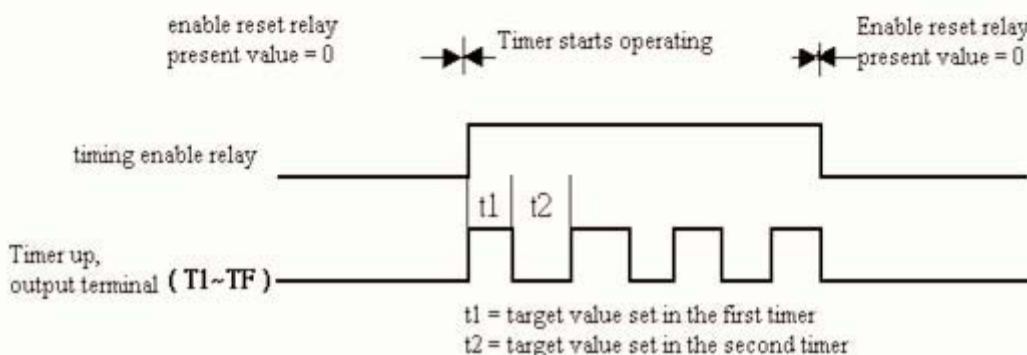 enable reset relay
present value = 0
Timer starts operating
Enable reset relay
present value = 0
timing enable relay
t1
t2
Timer up,
output terminal ( T1~TF )
t1 = target value set in the first timer
t2 = target value set in the second timer